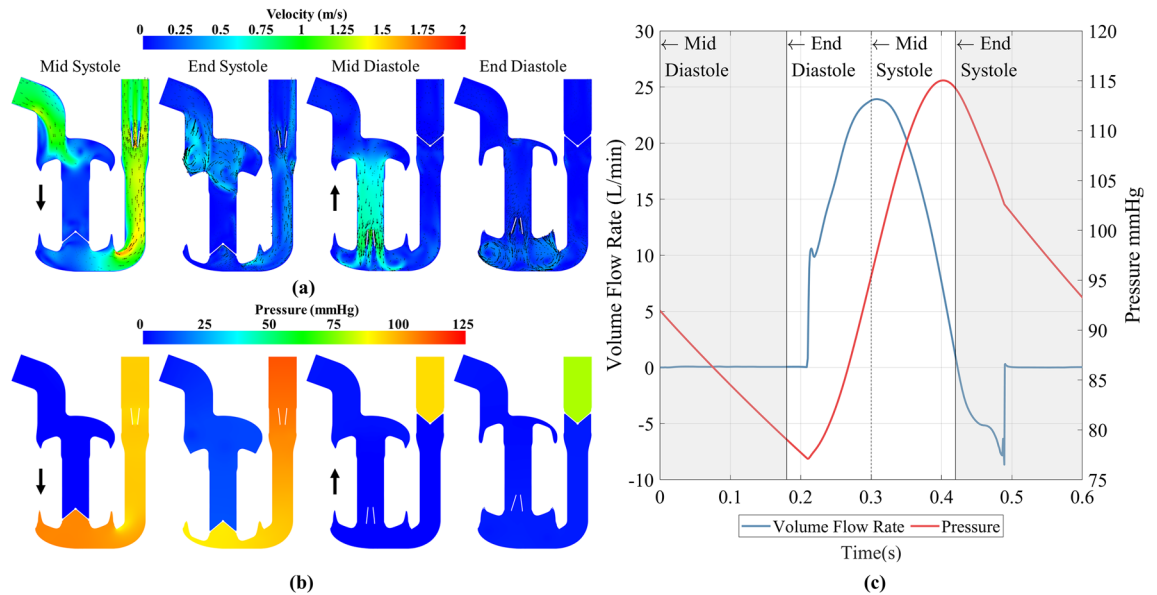 Velocity (m/s)
0 0.25 0.5 0.75 1 1.25 1.5 1.75 2
Mid Systole End Systole Mid Diastole End Diastole
(a)
Pressure (mmHg)
0 25 50 75 100 125
(b)
← Mid Diastole
← End Diastole
← Mid Systole
← End Systole
30
25
20
15
10
5
0
-5
-10
Volume Flow Rate (L/min)
120
115
110
105
100
95
90
85
80
75
Pressure mmHg
0 0.1 0.2 0.3 0.4 0.5 0.6
Volume Flow Rate Pressure
Time(s)
(c)